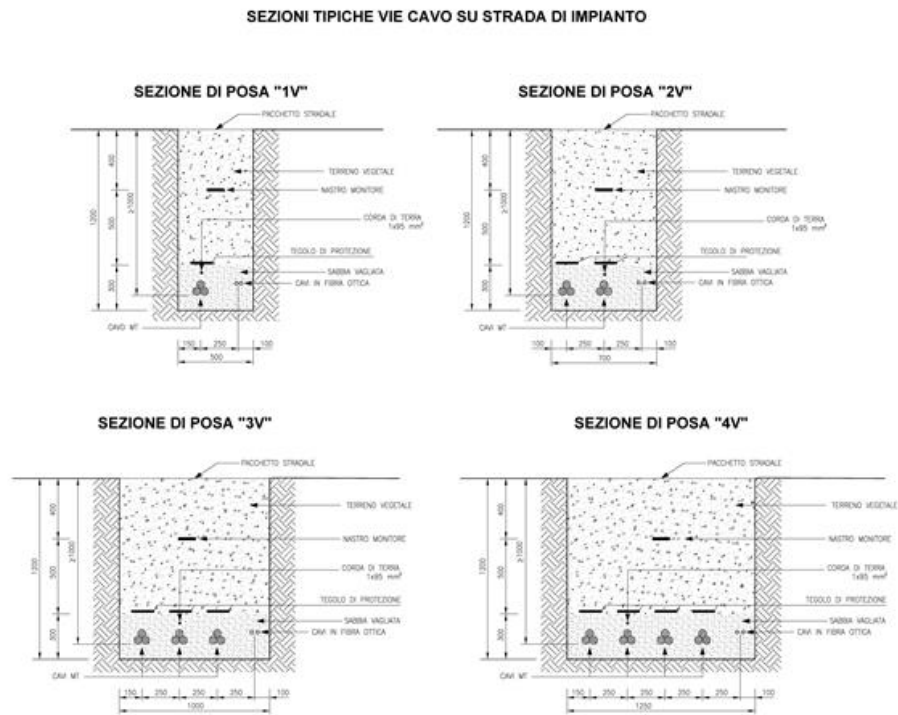 SEZIONI TIPICHE VIE CAVO SU STRADA DI IMPIANTO
SEZIONE DI POSA "1V"
PACCHETTO STRADALE
TERRENO VEGETALE
NASTRO MONITORE
CORDA DI TERRA
1x95 mm²
TEGOLO DI PROTEZIONE
SABBIA VAGLIATA
CAVI IN FIBRA OTTICA
CAVO MT
1200
400
500
300
≥1000
150 250 100
500
SEZIONE DI POSA "2V"
PACCHETTO STRADALE
TERRENO VEGETALE
NASTRO MONITORE
CORDA DI TERRA
1x95 mm²
TEGOLO DI PROTEZIONE
SABBIA VAGLIATA
CAVI IN FIBRA OTTICA
CAVI MT
1200
400
500
300
≥1000
100 250 250 100
700
SEZIONE DI POSA "3V"
PACCHETTO STRADALE
TERRENO VEGETALE
NASTRO MONITORE
CORDA DI TERRA
1x95 mm²
TEGOLO DI PROTEZIONE
SABBIA VAGLIATA
CAVI IN FIBRA OTTICA
CAVI MT
1200
400
500
300
≥1000
150 250 250 250 100
1000
SEZIONE DI POSA "4V"
PACCHETTO STRADALE
TERRENO VEGETALE
NASTRO MONITORE
CORDA DI TERRA
1x95 mm²
TEGOLO DI PROTEZIONE
SABBIA VAGLIATA
CAVI IN FIBRA OTTICA
CAVI MT
1200
400
500
300
≥1000
150 250 250 250 250 100
1250